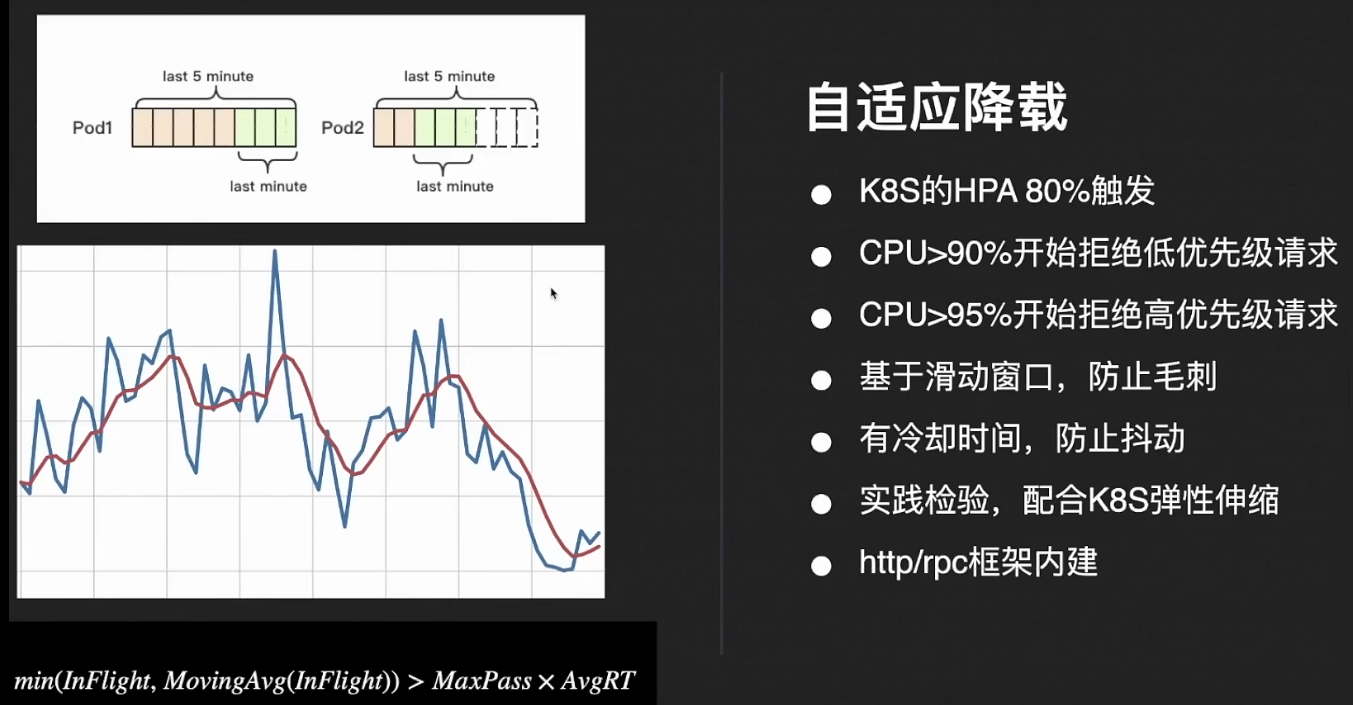 last 5 minute
last 5 minute
Pod1
Pod2
last minute
last minute
min(InFlight, MovingAvg(InFlight)) > MaxPass × AvgRT
自适应降载
K8S的HPA 80%触发
CPU>90%开始拒绝低优先级请求
CPU>95%开始拒绝高优先级请求
基于滑动窗口，防止毛刺
有冷却时间，防止抖动
实践检验，配合K8S弹性伸缩
http/rpc框架内建